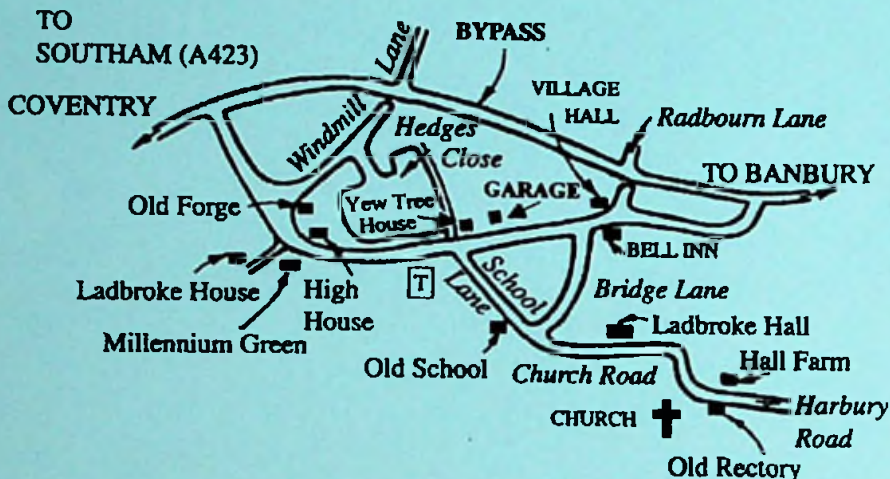 TO
SOUTHAM (A423)
COVENTRY
Lane
BYPASS
VILLAGE
HALL
Radbourn Lane
Windmill
Hedges
Close
TO BANBURY
Old Forge
Yew Tree
House
GARAGE
BELL INN
Ladbroke House
High
House
T
School
Lane
Bridge Lane
Millennium Green
Ladbroke Hall
Old School
Church Road
Hall Farm
CHURCH
Harbury
Road
Old Rectory